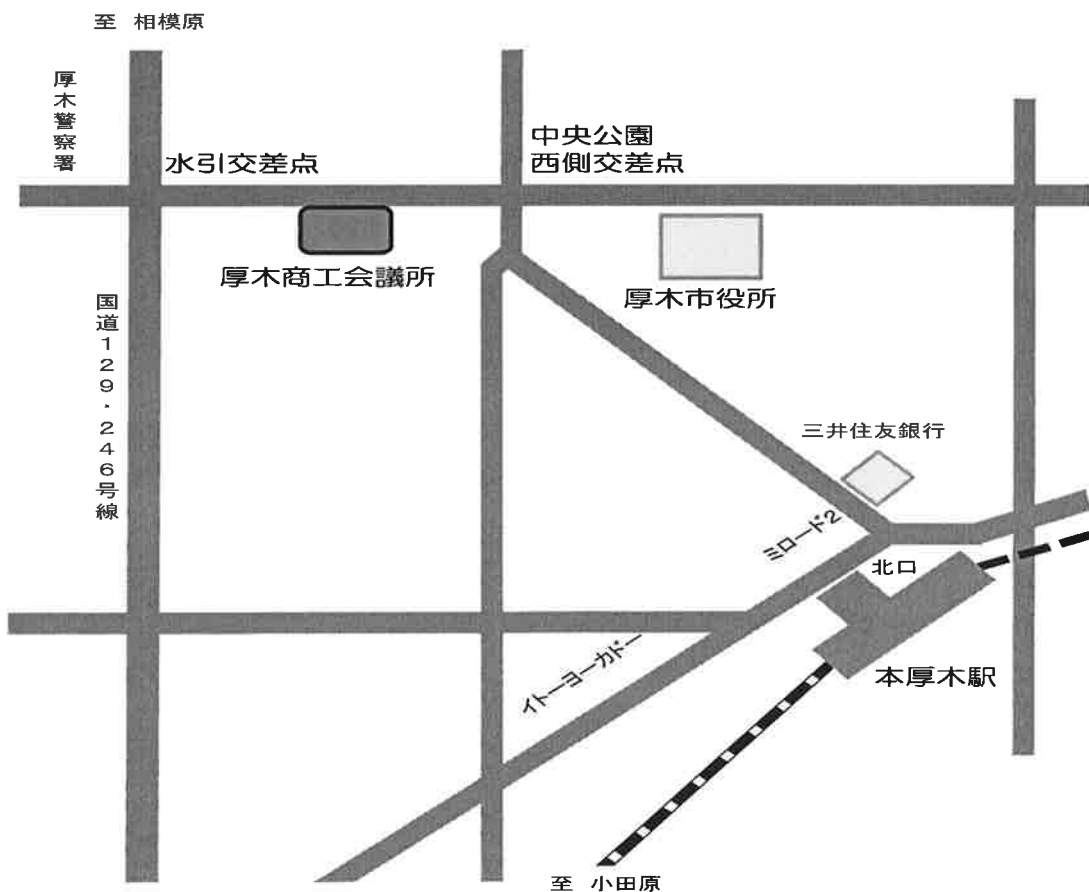 至 相模原
厚木警察署
水引交差点
中央公園
西側交差点
厚木商工会議所
厚木市役所
国道129・246号線
三井住友銀行
ミロード2
北口
イトーヨーカドー
本厚木駅
至 小田原